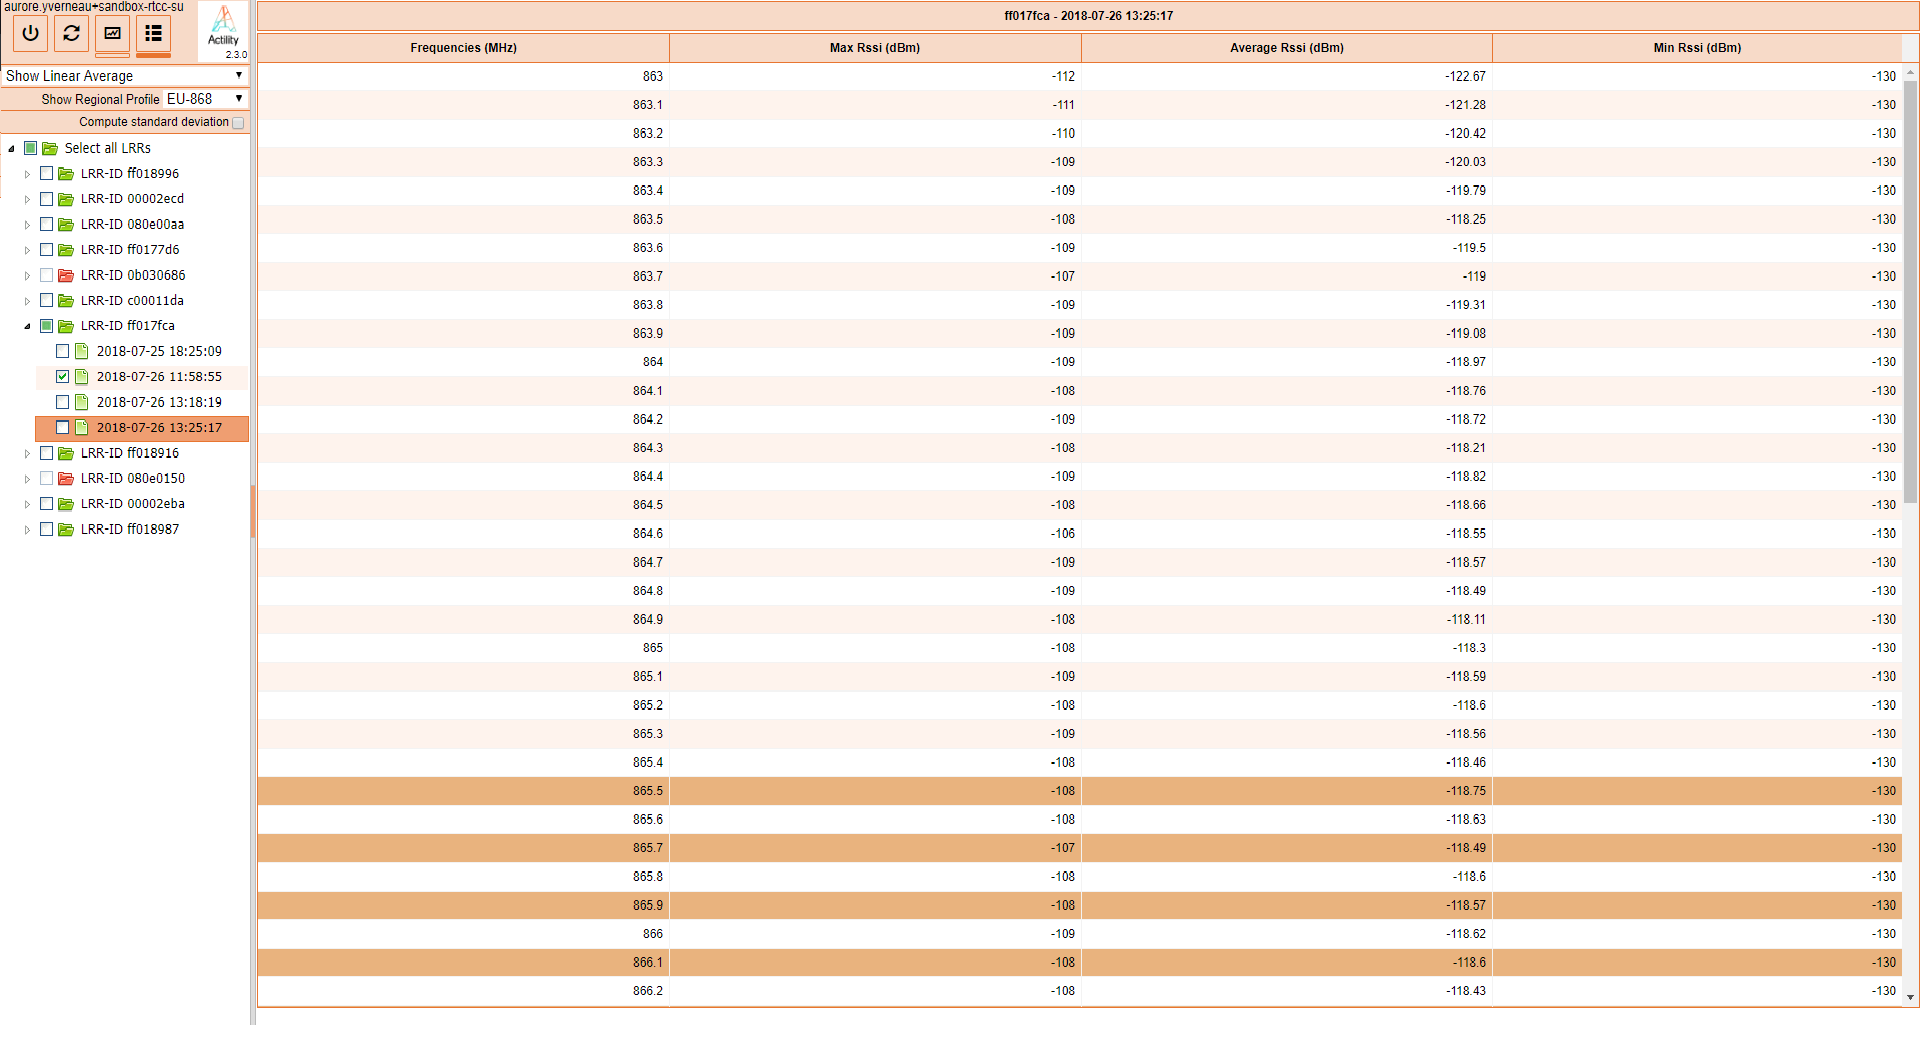 aurore.yverneau+sandbox-rtcc-su
Actility
2.3.0
Show Linear Average
Show Regional Profile EU-868
Compute standard deviation
Select all LRRs
LRR-ID ff018996
LRR-ID 00002ecd
LRR-ID 080e00aa
LRR-ID ff0177d6
LRR-ID 0b030686
LRR-ID c00011da
LRR-ID ff017fca
2018-07-25 18:25:09
2018-07-26 11:58:55
2018-07-26 13:18:19
2018-07-26 13:25:17
LRR-ID ff018916
LRR-ID 080e0150
LRR-ID 00002eba
LRR-ID ff018987
ff017fca - 2018-07-26 13:25:17
Frequencies (MHz) Max Rssi (dBm) Average Rssi (dBm) Min Rssi (dBm)
863 -112 -122.67 -130
863.1 -111 -121.28 -130
863.2 -110 -120.42 -130
863.3 -109 -120.03 -130
863.4 -109 -119.79 -130
863.5 -108 -118.25 -130
863.6 -109 -119.5 -130
863.7 -107 -119 -130
863.8 -109 -119.31 -130
863.9 -109 -119.08 -130
864 -109 -118.97 -130
864.1 -108 -118.76 -130
864.2 -109 -118.72 -130
864.3 -108 -118.21 -130
864.4 -109 -118.82 -130
864.5 -108 -118.66 -130
864.6 -106 -118.55 -130
864.7 -109 -118.57 -130
864.8 -109 -118.49 -130
864.9 -108 -118.11 -130
865 -108 -118.3 -130
865.1 -109 -118.59 -130
865.2 -108 -118.6 -130
865.3 -109 -118.56 -130
865.4 -108 -118.46 -130
865.5 -108 -118.75 -130
865.6 -108 -118.63 -130
865.7 -107 -118.49 -130
865.8 -108 -118.6 -130
865.9 -108 -118.57 -130
866 -109 -118.62 -130
866.1 -108 -118.6 -130
866.2 -108 -118.43 -130